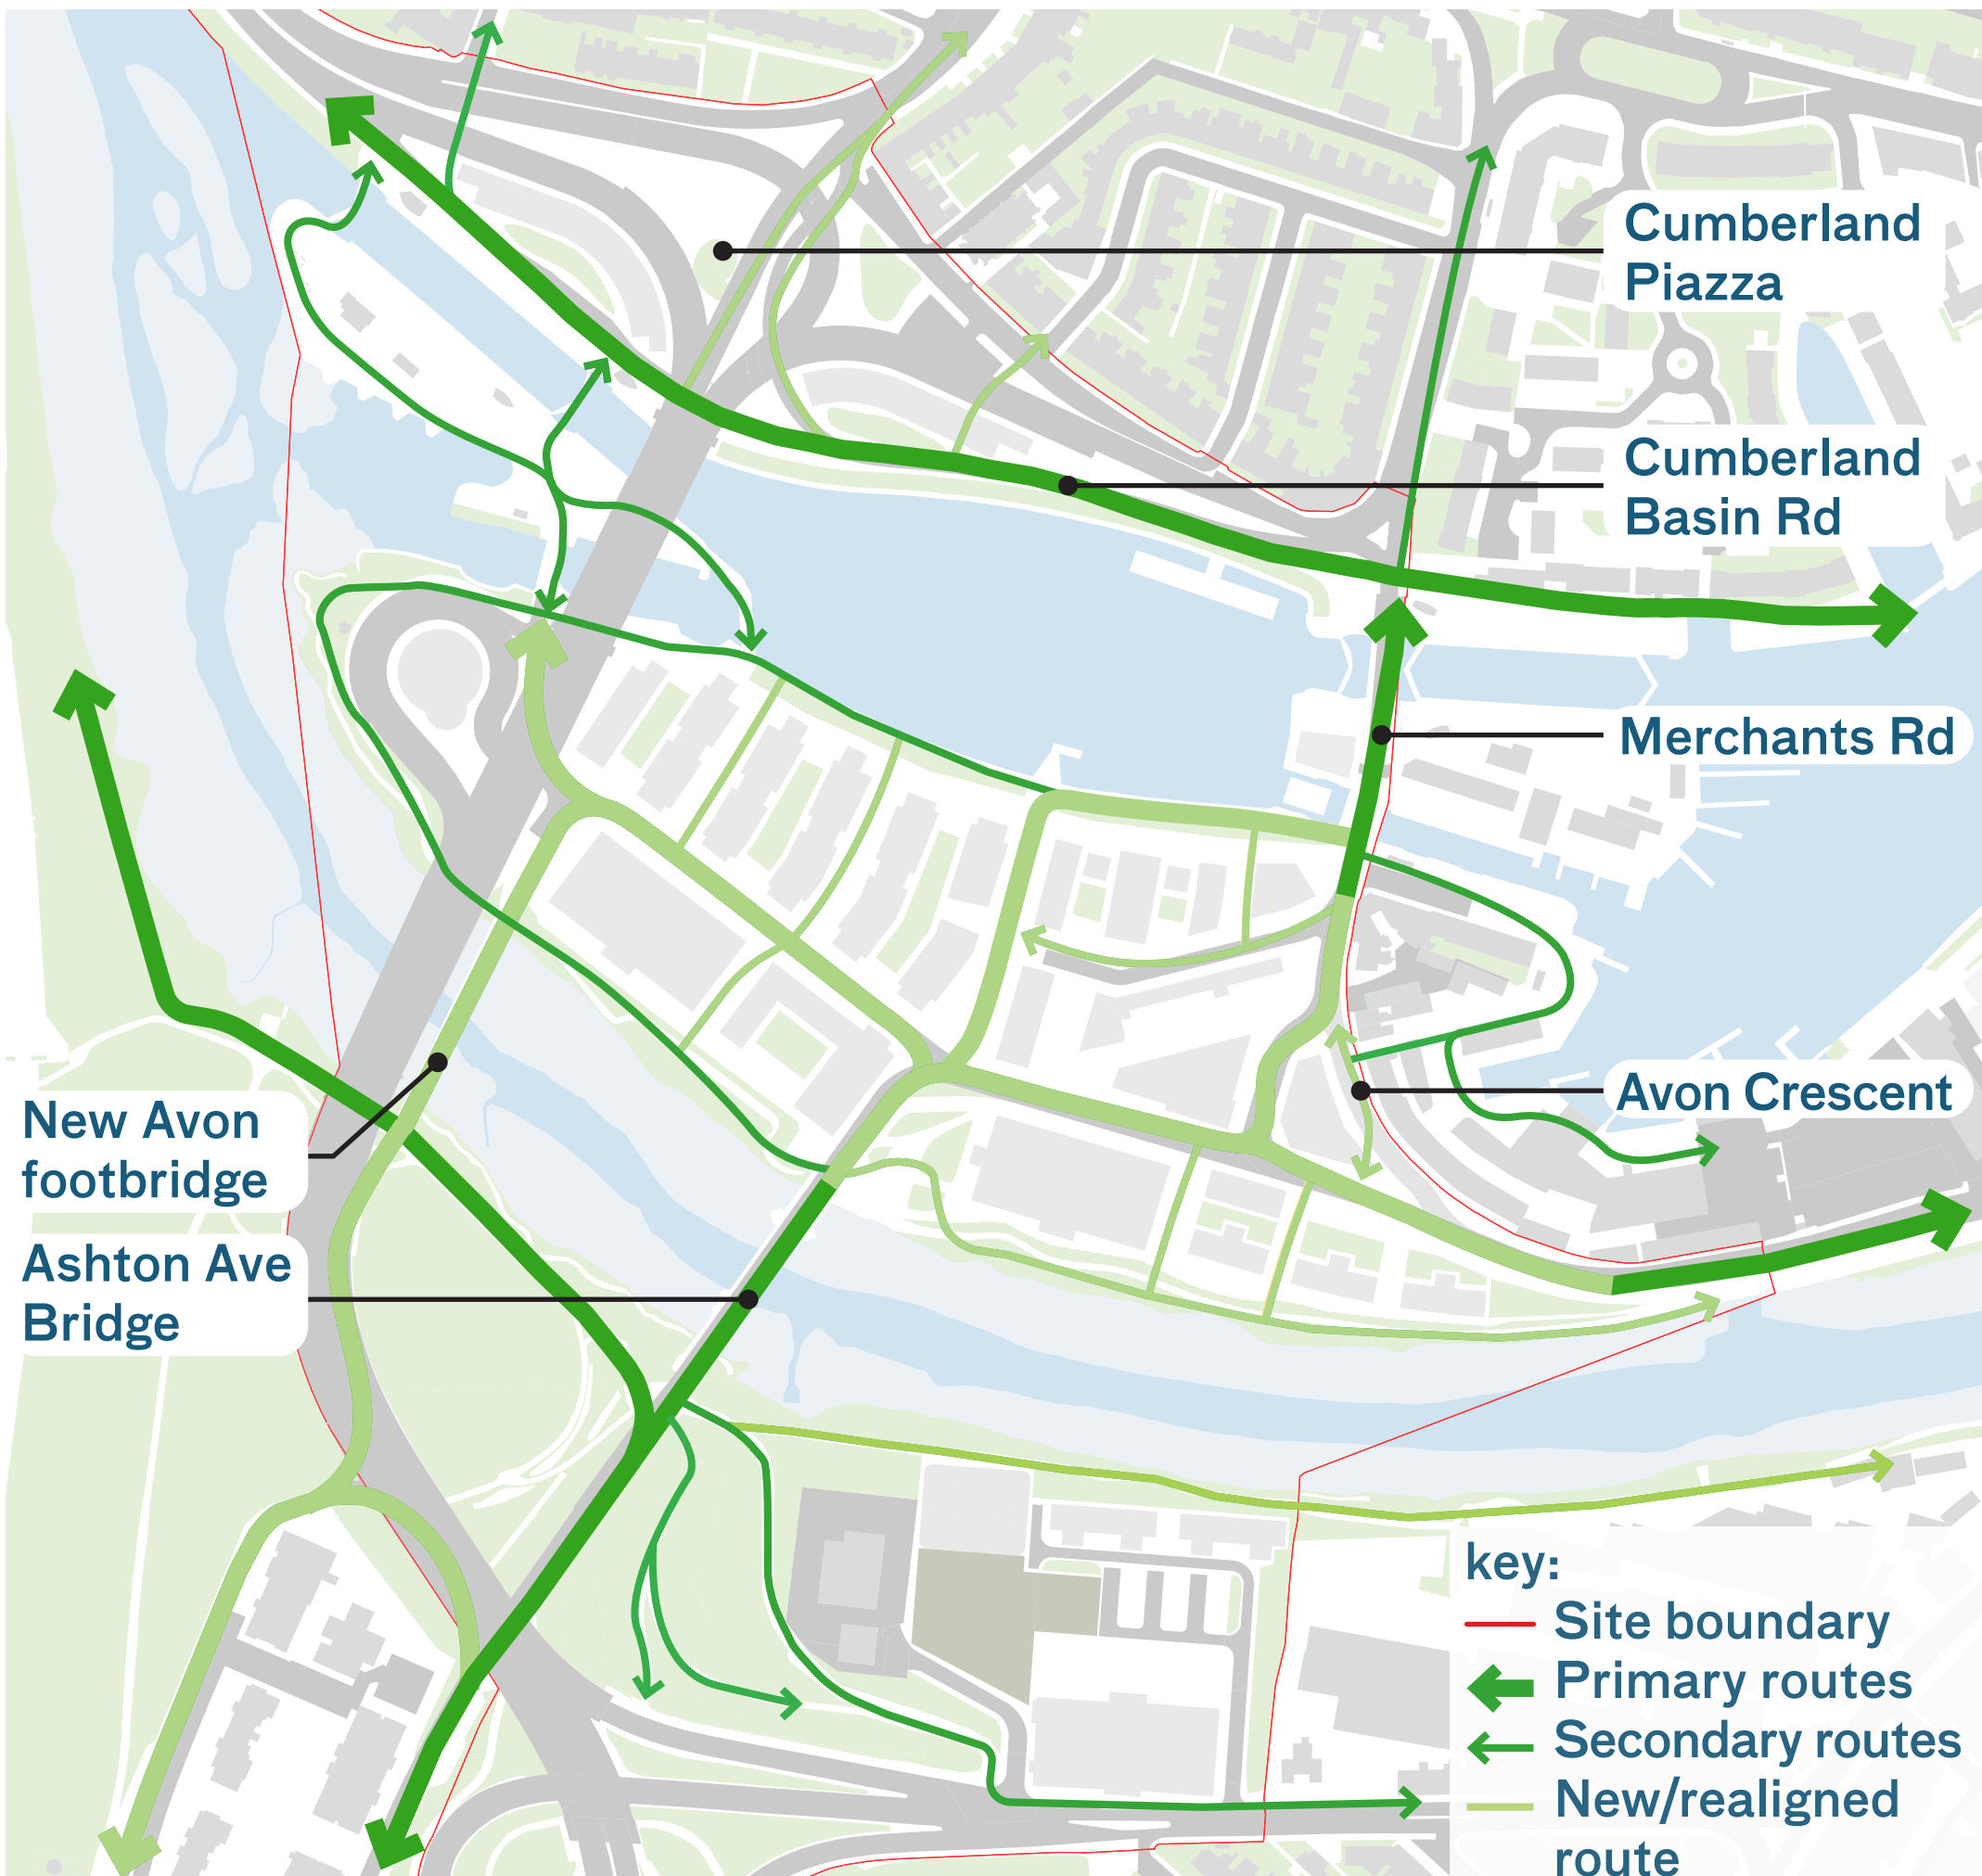 Cumberland
Piazza
Cumberland
Basin Rd
Merchants Rd
Avon Crescent
New Avon
footbridge
Ashton Ave
Bridge
key:
Site boundary
Primary routes
Secondary routes
New/realigned
route